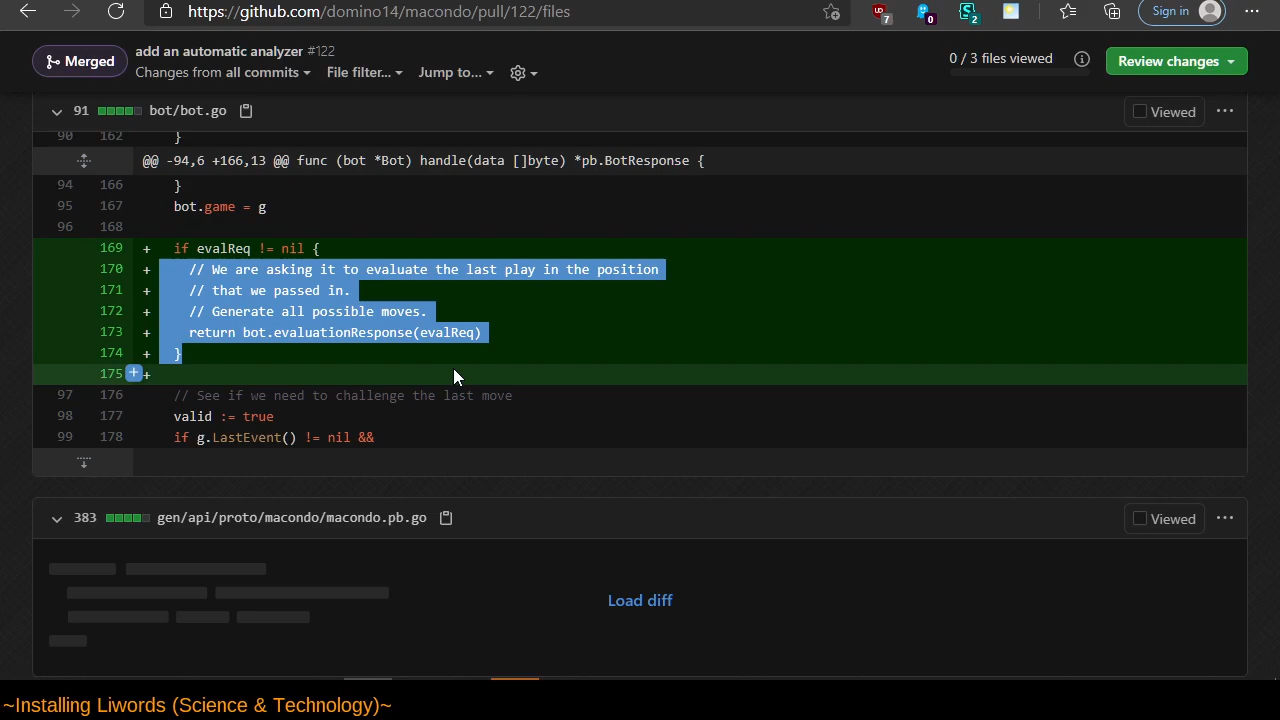 https://github.com/domino14/macondo/pull/122/files
7
0
2
Sign in
Merged
add an automatic analyzer #122
Changes from all commits
File filter...
Jump to...
0 / 3 files viewed
Review changes
91 bot/bot.go
Viewed
90 162 }
@@ -94,6 +166,13 @@ func (bot *Bot) handle(data []byte) *pb.BotResponse {
94 166 }
95 167 bot.game = g
96 168
169 + if evalReq != nil {
170 + // We are asking it to evaluate the last play in the position
171 + // that we passed in.
172 + // Generate all possible moves.
173 + return bot.evaluationResponse(evalReq)
174 + }
175 +
97 176 // See if we need to challenge the last move
98 177 valid := true
99 178 if g.LastEvent() != nil &&
383 gen/api/proto/macondo/macondo.pb.go
Viewed
Load diff
~Installing Liwords (Science & Technology)~